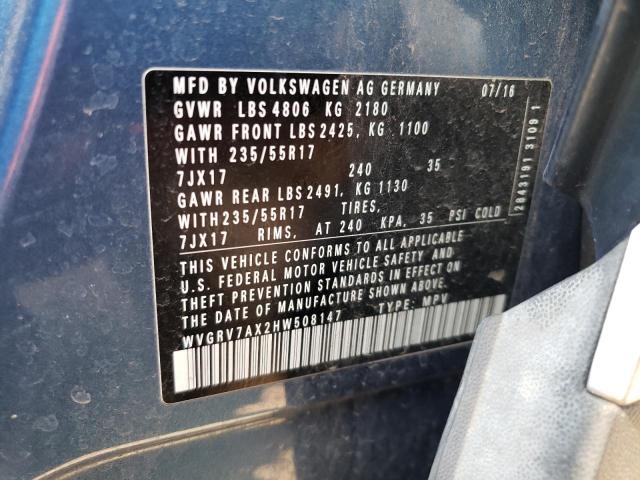 MFD BY VOLKSWAGEN AG GERMANY 07/16
GVWR LBS 4806 KG 2180
GAWR FRONT LBS 2425, KG 1100
WITH 235/55R17
7JX17 240 35
GAWR REAR LBS 2491, KG 1130
WITH 235/55R17 TIRES,
7JX17 RIMS, AT 240 KPA, 35 PSI COLD
THIS VEHICLE CONFORMS TO ALL APPLICABLE
U.S. FEDERAL MOTOR VEHICLE SAFETY AND
THEFT PREVENTION STANDARDS IN EFFECT ON
THE DATE OF MANUFACTURE SHOWN ABOVE.
WVGRV7AX2HW508147 TYPE: MPV
2843191 3109 1